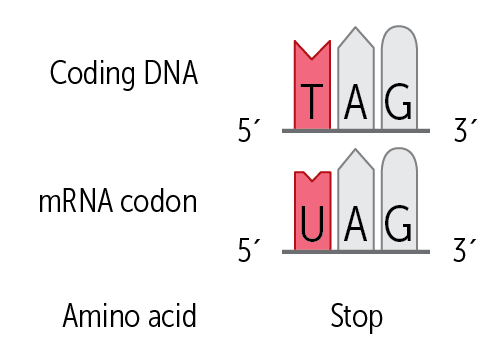 Coding DNA
T A G
5´ 3´
mRNA codon
U A G
5´ 3´
Amino acid Stop